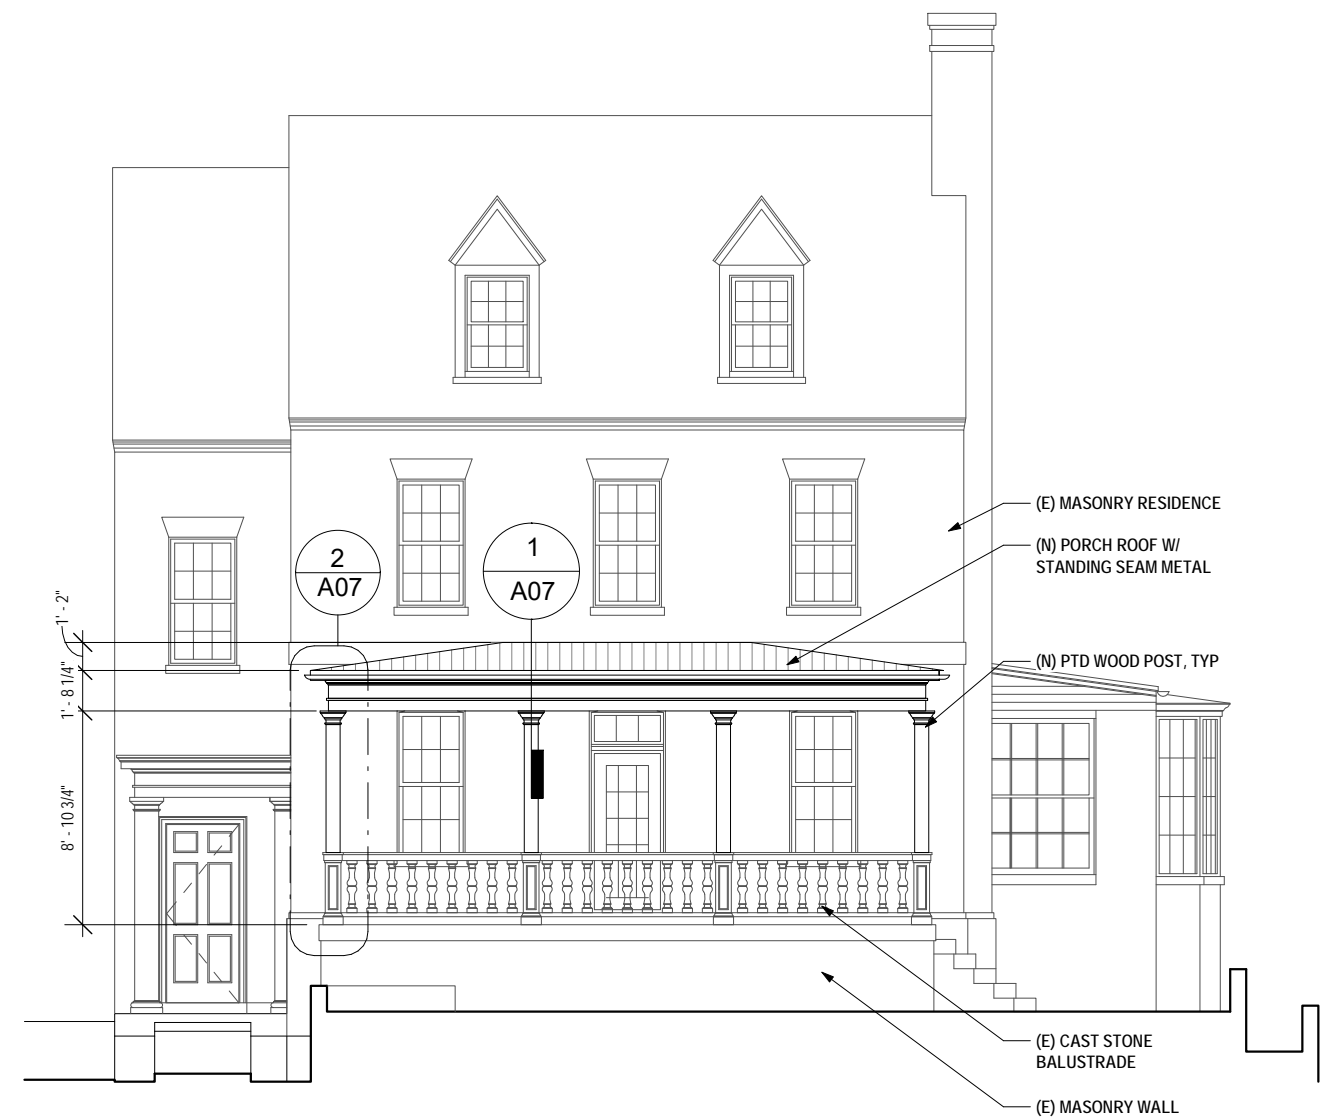 (E) MASONRY RESIDENCE
(N) PORCH ROOF W/
STANDING SEAM METAL
2
A07
1
A07
1' - 2"
1' - 8 1/4"
8' - 10 3/4"
(N) PTD WOOD POST, TYP
(E) CAST STONE
BALUSTRADE
(E) MASONRY WALL